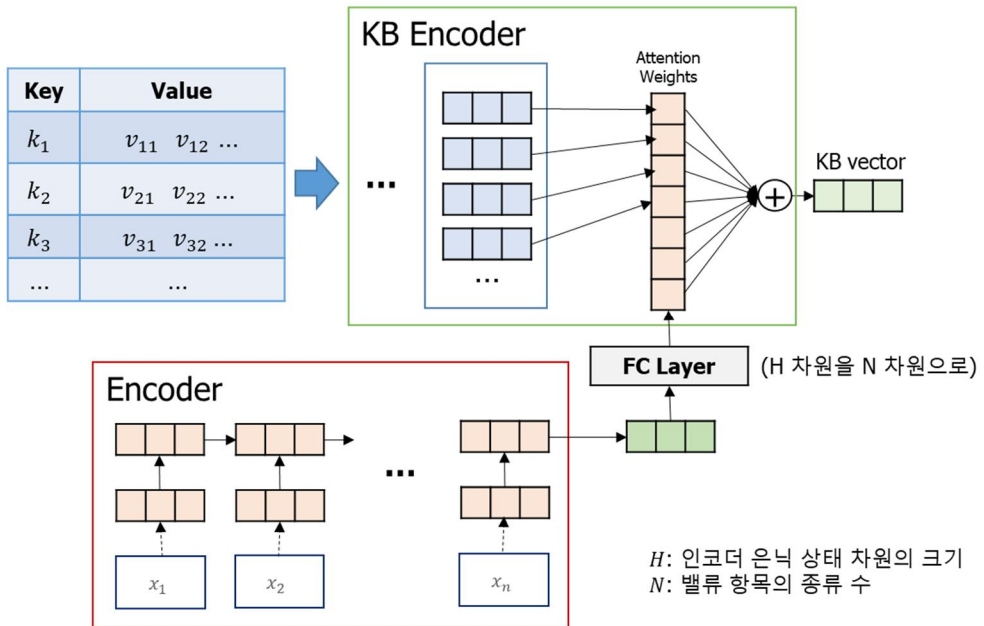 KB Encoder
Attention
Weights
Key Value
k₁ v₁₁ v₁₂ ...
k₂ v₂₁ v₂₂ ...
k₃ v₃₁ v₃₂ ...
... ...
...
...
+
KB vector
FC Layer (H 차원을 N 차원으로)
Encoder
...
x₁ x₂ xₙ
H: 인코더 은닉 상태 차원의 크기
N: 밸류 항목의 종류 수